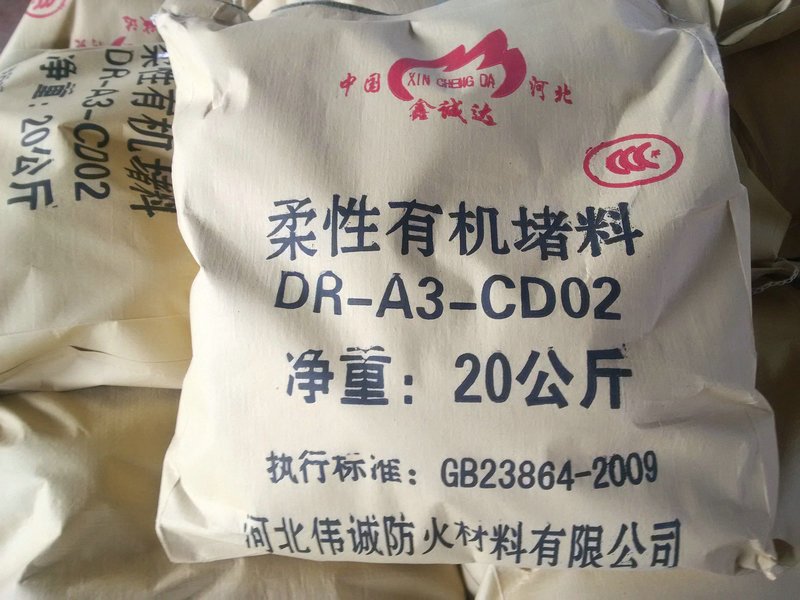 中国 XIN CHENG DA 河北
鑫诚达
CCC
柔性有机堵料
DR-A3-CD02
净重：20公斤
执行标准：GB23864-2009
河北伟诚防火材料有限公司
柔性有机堵料
DR-A3-CD02
净重：20公斤